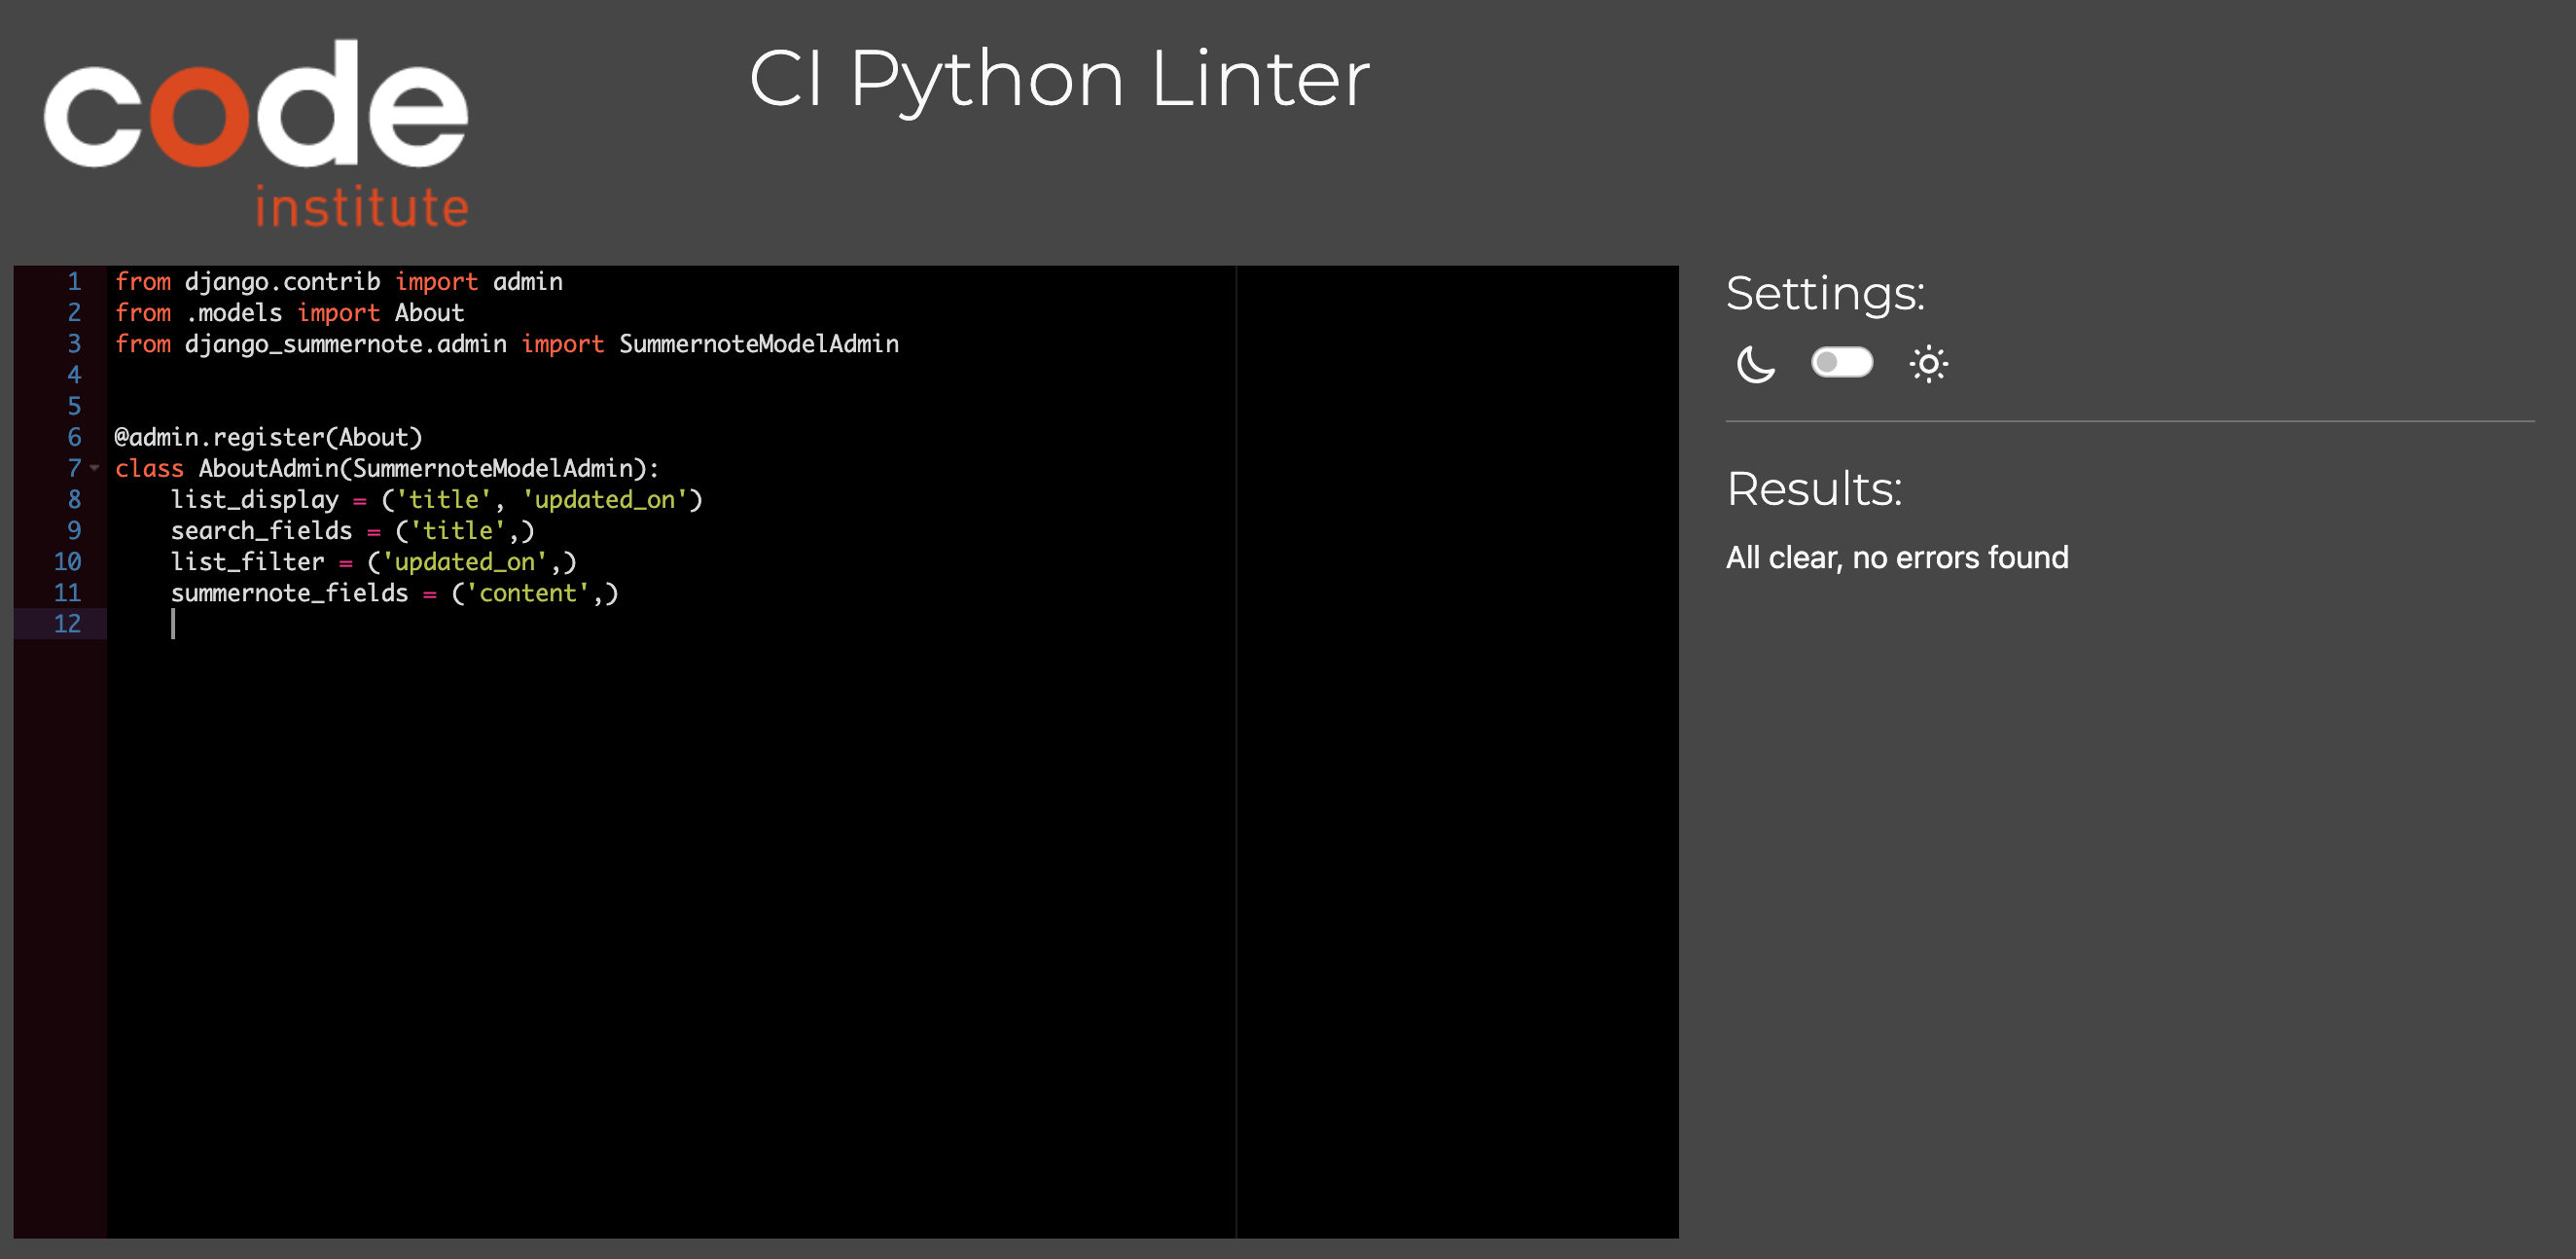 code
institute
CI Python Linter
1 from django.contrib import admin
2 from .models import About
3 from django_summernote.admin import SummernoteModelAdmin
4
5
6 @admin.register(About)
7 class AboutAdmin(SummernoteModelAdmin):
8     list_display = ('title', 'updated_on')
9     search_fields = ('title',)
10     list_filter = ('updated_on',)
11     summernote_fields = ('content',)
12
Settings:
Results:
All clear, no errors found